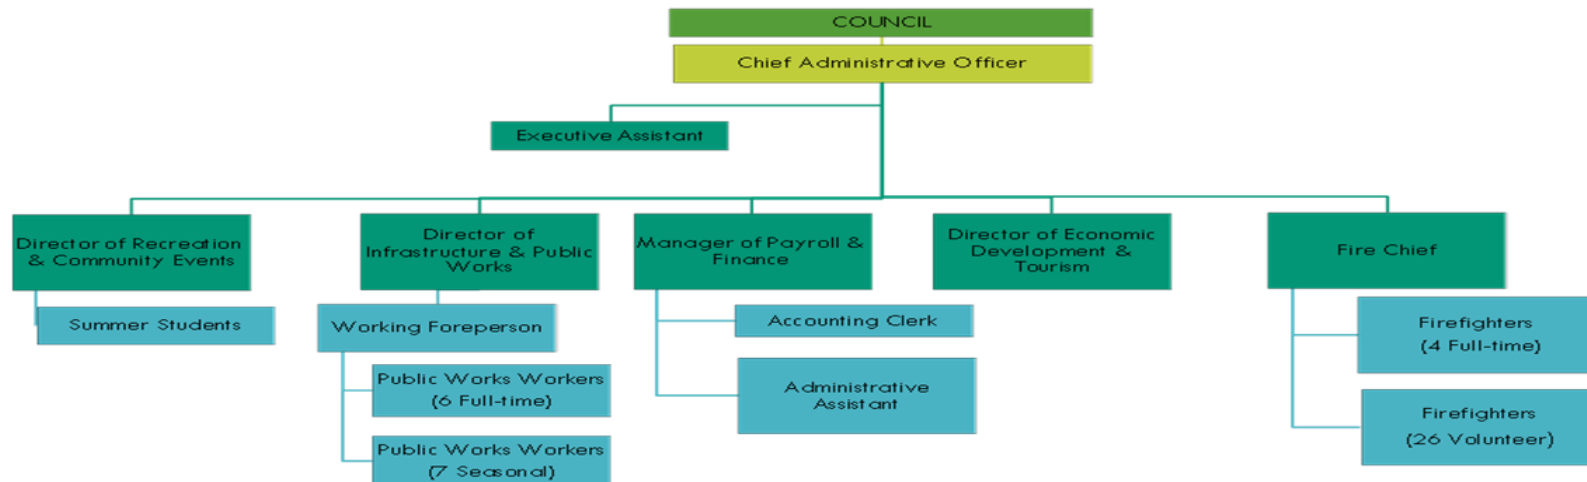 COUNCIL
Chief Administrative Officer
Executive Assistant
Director of Recreation
& Community Events
Director of
Infrastructure & Public
Works
Manager of Payroll &
Finance
Director of Economic
Development &
Tourism
Fire Chief
Summer Students
Working Foreperson
Public Works Workers
(6 Full-time)
Public Works Workers
(7 Seasonal)
Accounting Clerk
Administrative
Assistant
Firefighters
(4 Full-time)
Firefighters
(26 Volunteer)